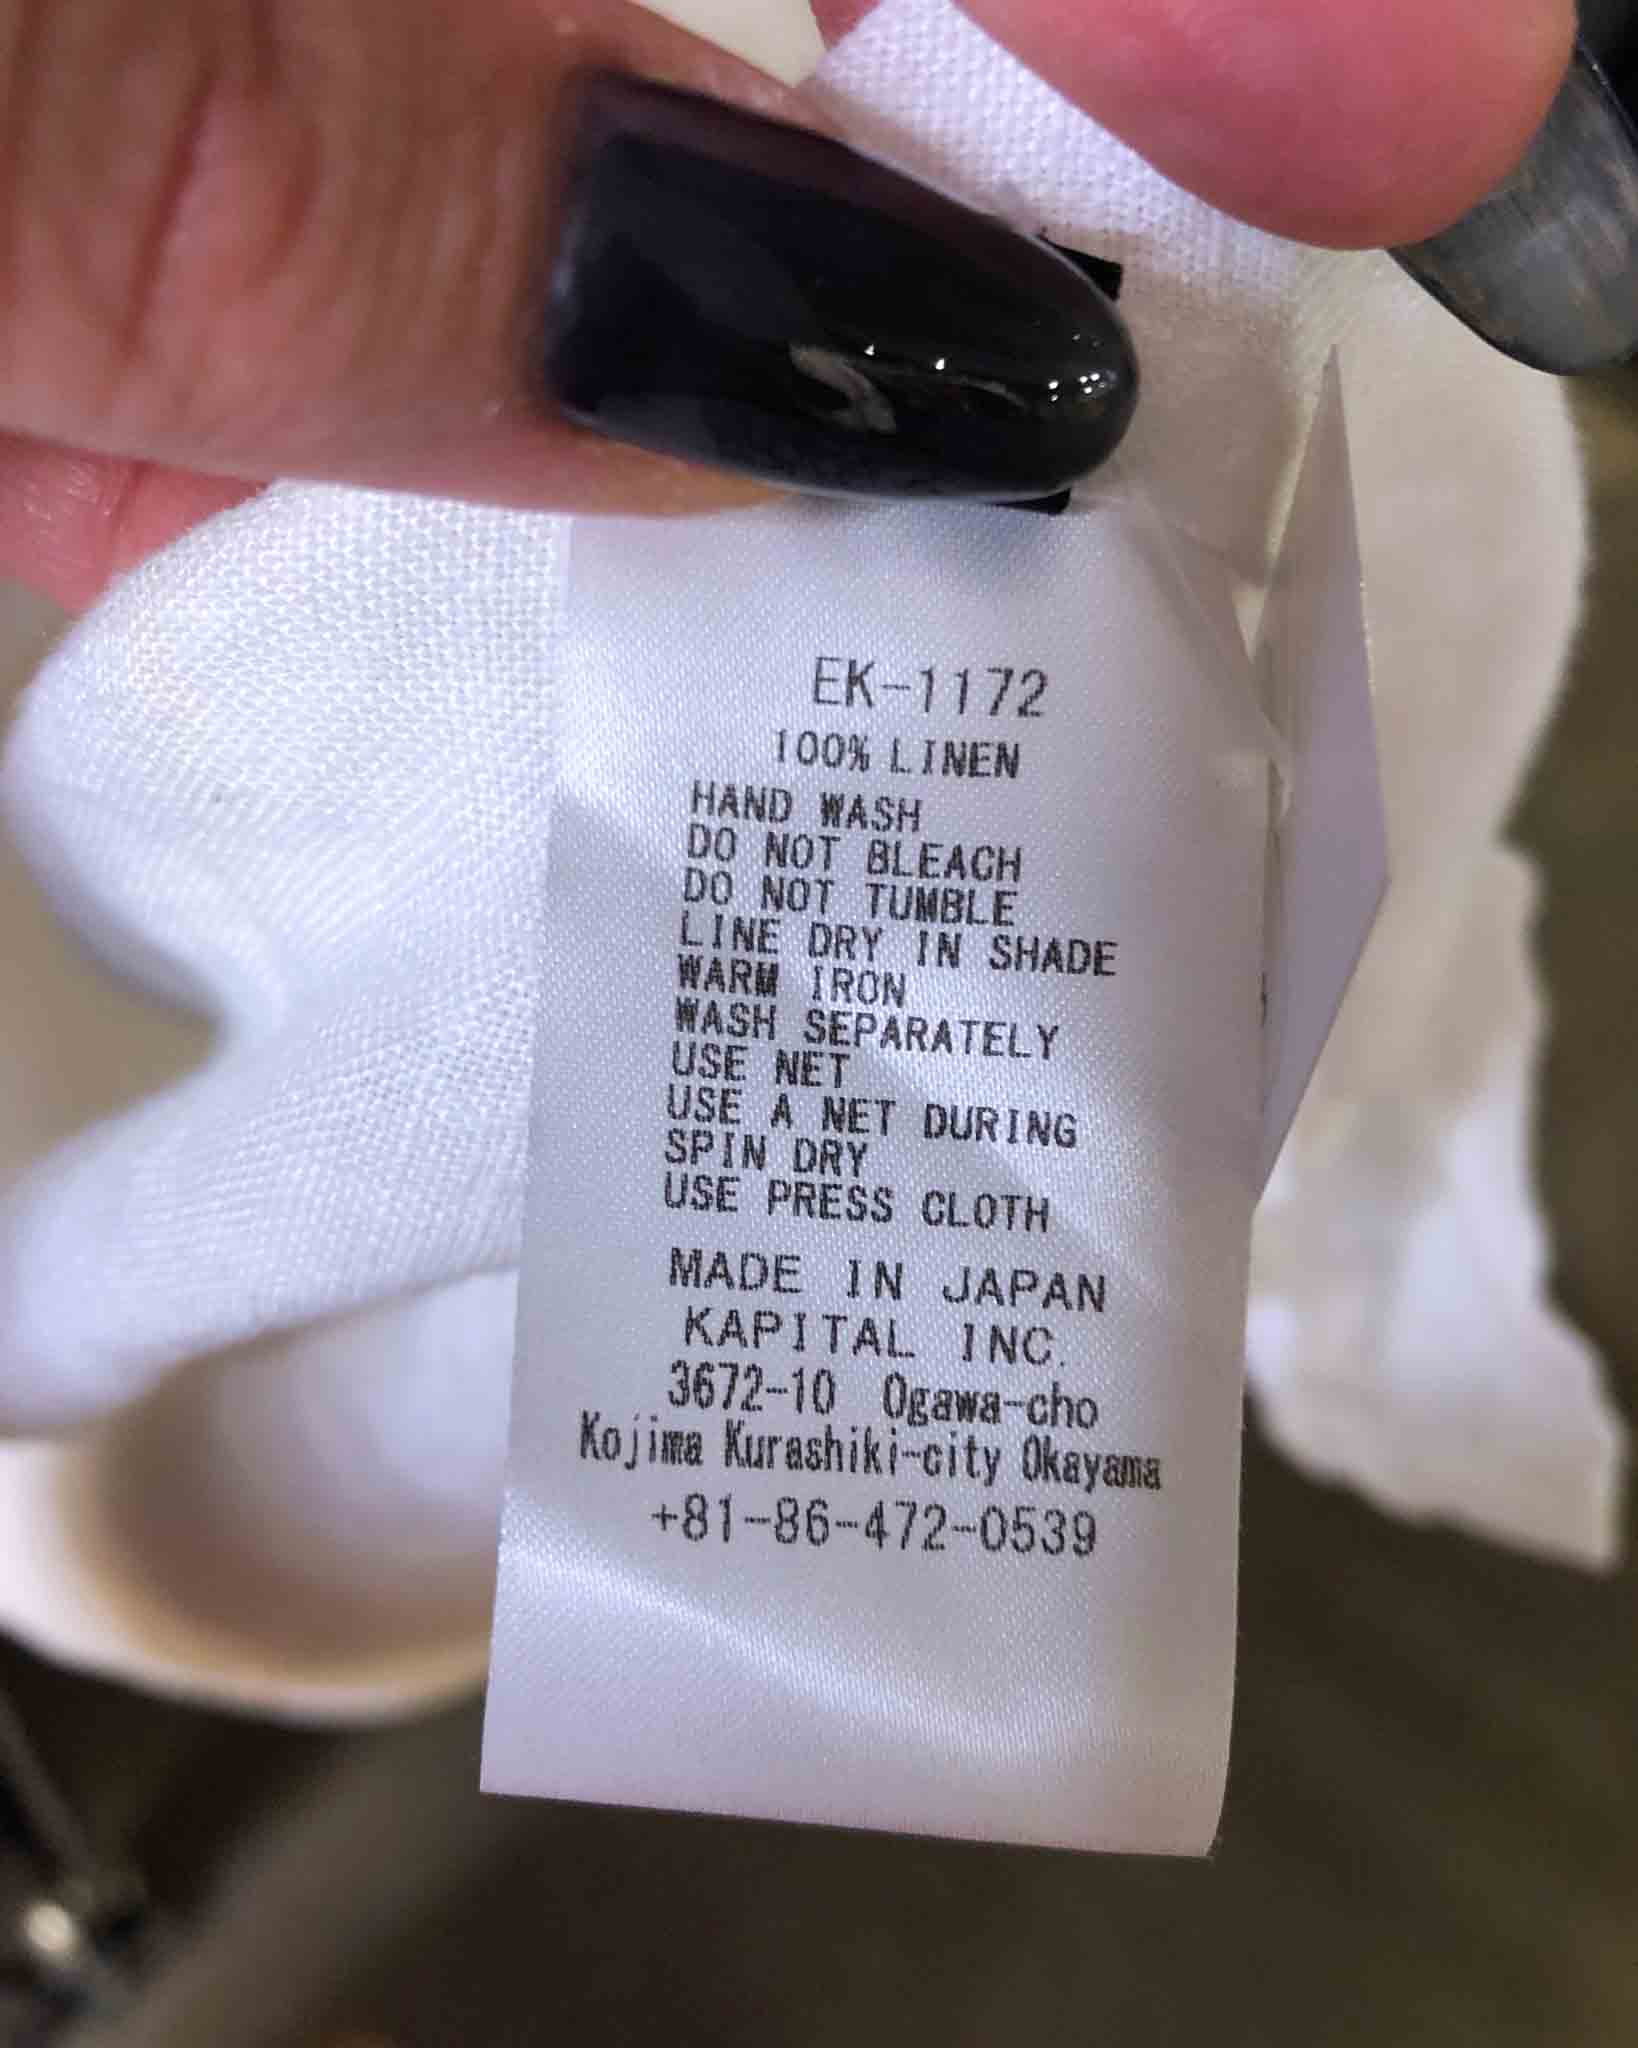 EK-1172
100% LINEN
HAND WASH
DO NOT BLEACH
DO NOT TUMBLE
LINE DRY IN SHADE
WARM IRON
WASH SEPARATELY
USE NET
USE A NET DURING
SPIN DRY
USE PRESS CLOTH
MADE IN JAPAN
KAPITAL INC.
3672-10 Ogawa-cho
Kojima Kurashiki-city Okayama
+81-86-472-0539